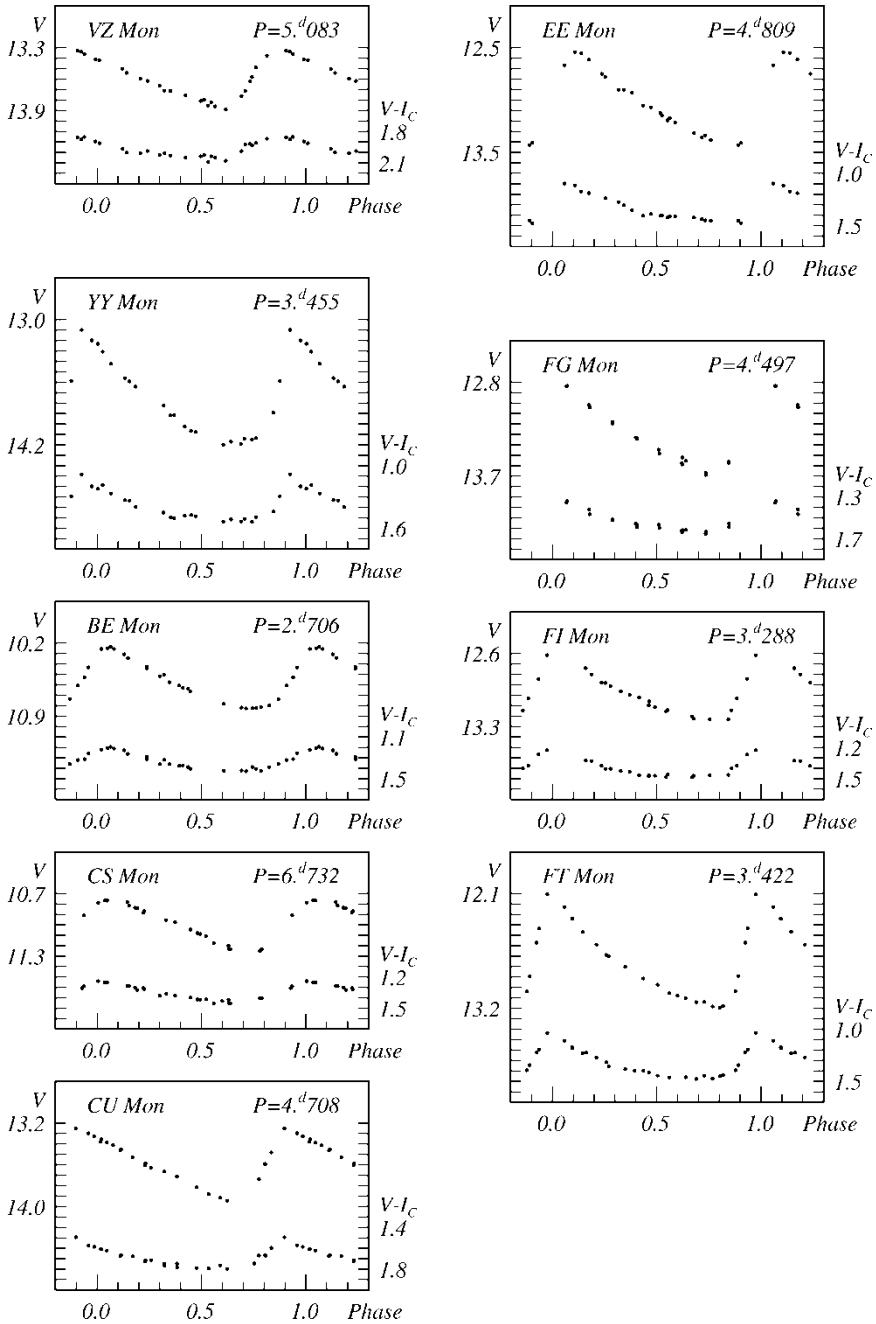 V VZ Mon P=5.ᵈ083
13.3
13.9
V-I_C
1.8
2.1
0.0 0.5 1.0 Phase
V YY Mon P=3.ᵈ455
13.0
14.2
V-I_C
1.0
1.6
0.0 0.5 1.0 Phase
V BE Mon P=2.ᵈ706
10.2
10.9
V-I_C
1.1
1.5
0.0 0.5 1.0 Phase
V CS Mon P=6.ᵈ732
10.7
11.3
V-I_C
1.2
1.5
0.0 0.5 1.0 Phase
V CU Mon P=4.ᵈ708
13.2
14.0
V-I_C
1.4
1.8
0.0 0.5 1.0 Phase
V EE Mon P=4.ᵈ809
12.5
13.5
V-I_C
1.0
1.5
0.0 0.5 1.0 Phase
V FG Mon P=4.ᵈ497
12.8
13.7
V-I_C
1.3
1.7
0.0 0.5 1.0 Phase
V FI Mon P=3.ᵈ288
12.6
13.3
V-I_C
1.2
1.5
0.0 0.5 1.0 Phase
V FT Mon P=3.ᵈ422
12.1
13.2
V-I_C
1.0
1.5
0.0 0.5 1.0 Phase